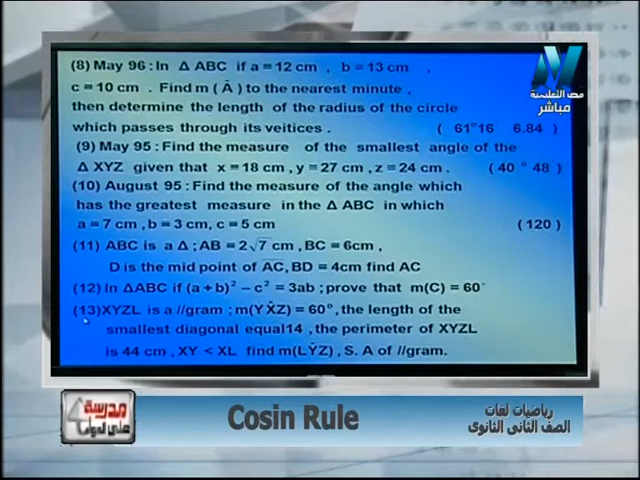 (8) May 96 : In Δ ABC if a = 12 cm , b = 13 cm ,
c = 10 cm . Find m ( Â ) to the nearest minute ,
then determine the length of the radius of the circle
which passes through its veitices . ( 61°16 6.84 )
(9) May 95 : Find the measure of the smallest angle of the
Δ XYZ given that x = 18 cm , y = 27 cm , z = 24 cm . ( 40 ° 48 )
(10) August 95 : Find the measure of the angle which
has the greatest measure in the Δ ABC in which
a = 7 cm , b = 3 cm, c = 5 cm (120)
(11) ABC is a Δ ; AB = 2√7 cm , BC = 6cm ,
D is the mid point of AC, BD = 4cm find AC
(12) In ΔABC if (a + b)² − c² = 3ab ; prove that m(C) = 60°
(13)XYZL is a //gram ; m(YX̂Z) = 60°, the length of the
smallest diagonal equal14 , the perimeter of XYZL
is 44 cm , XY < XL find m(LŶZ) , S. A of //gram.
مصر التعليمية
مباشر
مدرسة
على الهواء
Cosin Rule
رياضيات لغات
الصف الثانى الثانوى